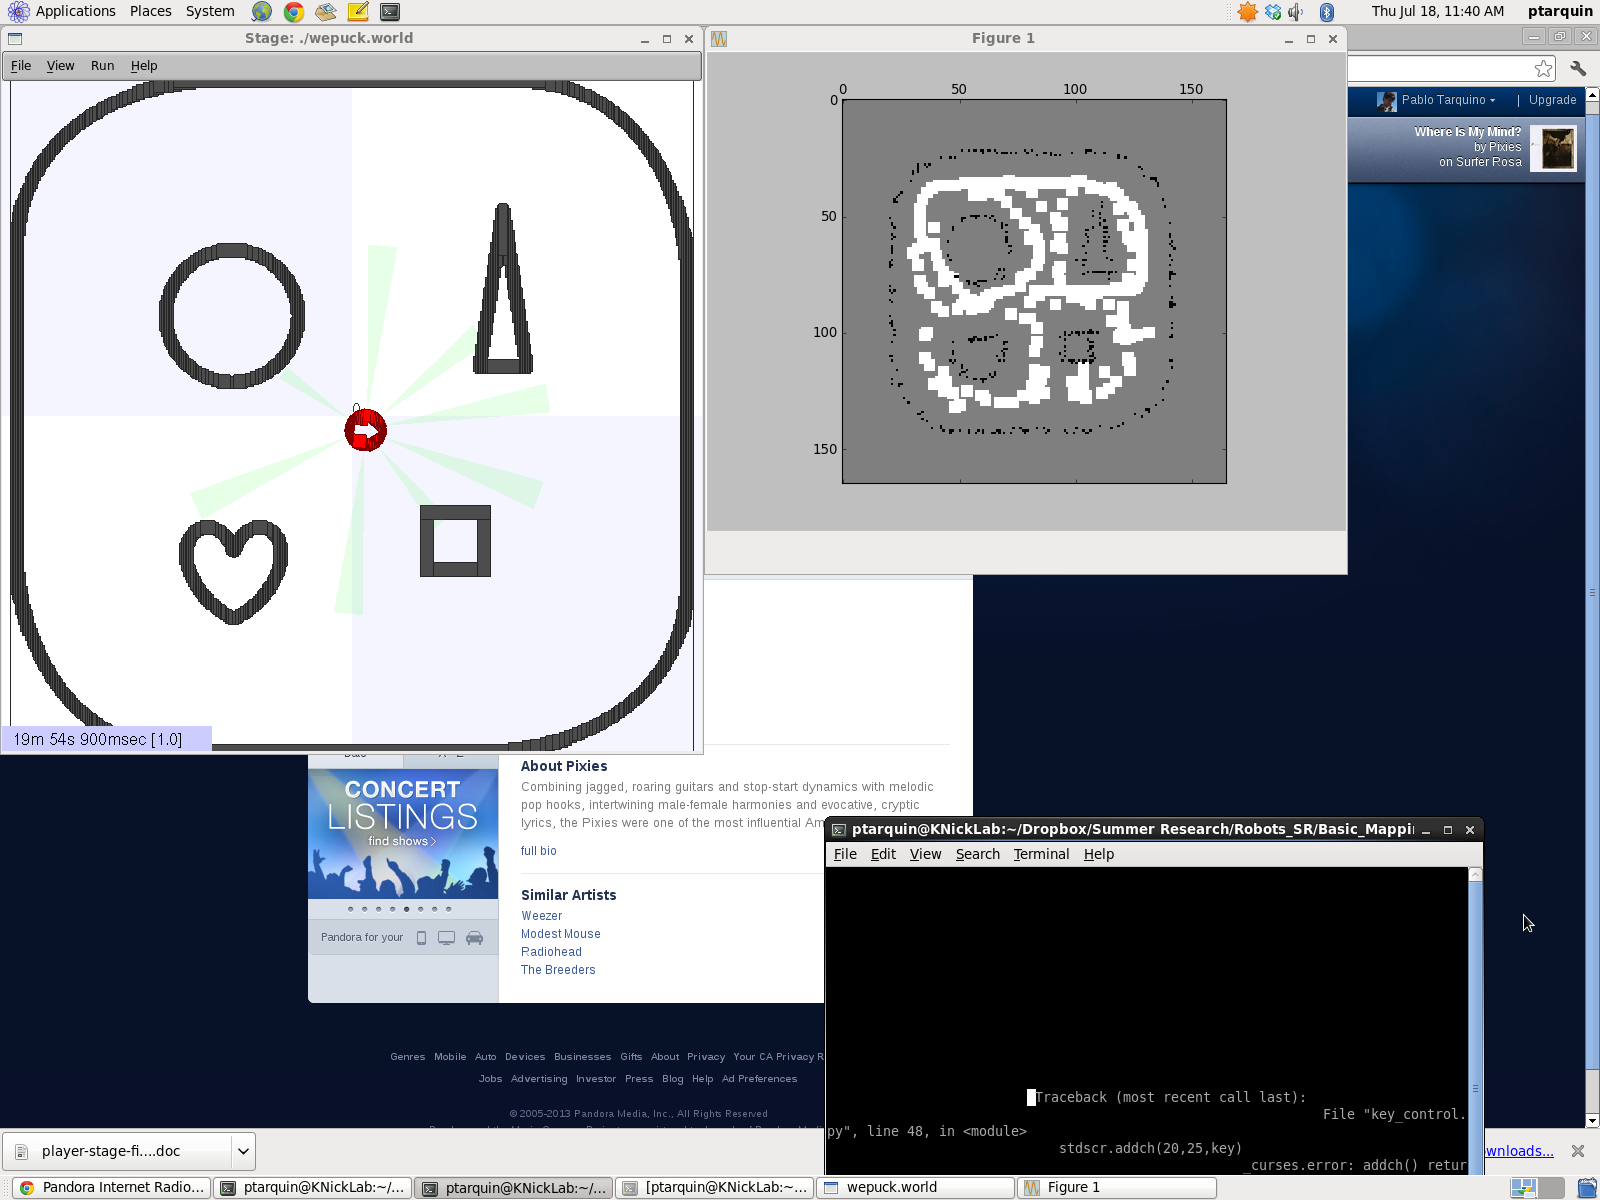 Applications Places System
Thu Jul 18, 11:40 AM ptarquin
Stage: ./wepuck.world
File View Run Help
19m 54s 900msec [1.0]
Figure 1
0 50 100 150
0
50
100
150
Pablo Tarquino | Upgrade
Where Is My Mind?
by Pixies
on Surfer Rosa
CONCERT
LISTINGS
find shows
Pandora for your
About Pixies
Combining jagged, roaring guitars and stop-start dynamics with melodic
pop hooks, intertwining male-female harmonies and evocative, cryptic
lyrics, the Pixies were one of the most influential Am
full bio
Similar Artists
Weezer
Modest Mouse
Radiohead
The Breeders
Genres Mobile Auto Devices Businesses Gifts About Privacy Your CA Privacy R
Jobs Advertising Investor Press Blog Help Ad Preferences
© 2005-2013 Pandora Media, Inc., All Rights Reserved
ptarquin@KNickLab:~/Dropbox/Summer Research/Robots_SR/Basic_Mappi
File Edit View Search Terminal Help
Traceback (most recent call last):
File "key_control.
py", line 48, in <module>
stdscr.addch(20,25,key)
_curses.error: addch() retur
player-stage-fi....doc
wnloads...
Pandora Internet Radio...
ptarquin@KNickLab:~/...
ptarquin@KNickLab:~/...
[ptarquin@KNickLab:~...
wepuck.world
Figure 1